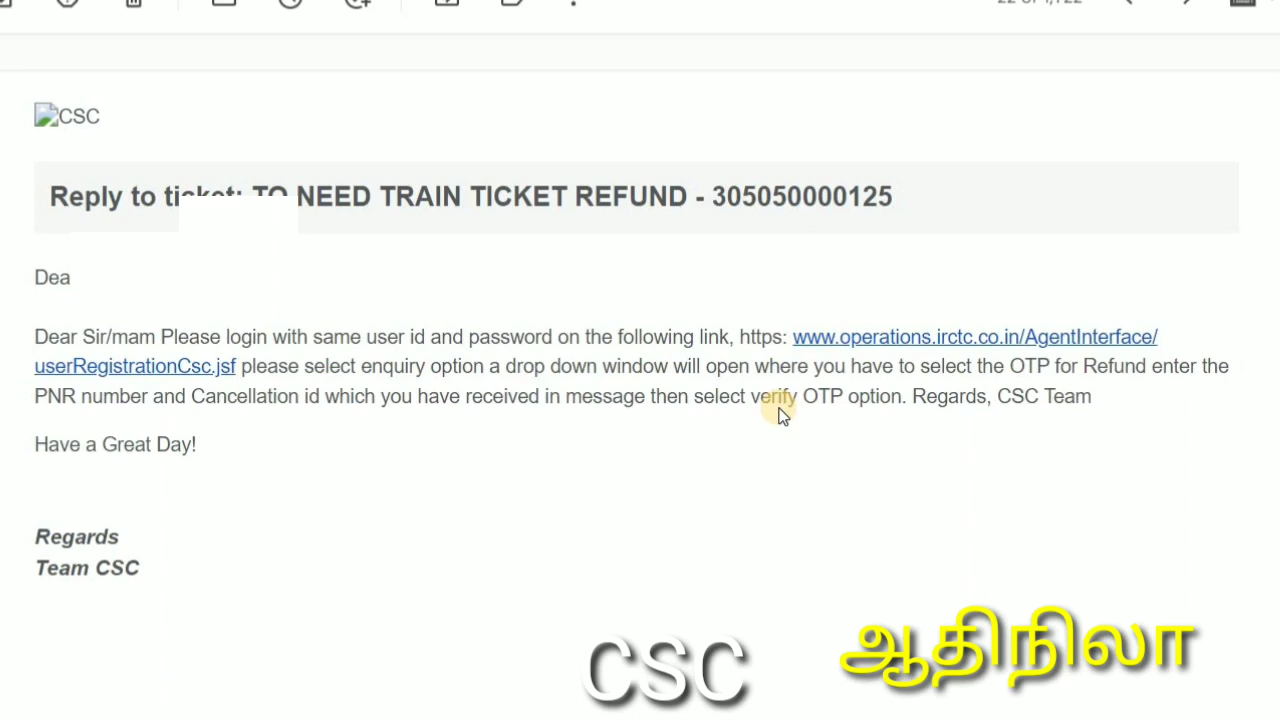 CSC
Reply to ticket: TO NEED TRAIN TICKET REFUND - 305050000125
Dea
Dear Sir/mam Please login with same user id and password on the following link, https: www.operations.irctc.co.in/AgentInterface/
userRegistrationCsc.jsf please select enquiry option a drop down window will open where you have to select the OTP for Refund enter the
PNR number and Cancellation id which you have received in message then select verify OTP option. Regards, CSC Team
Have a Great Day!
Regards
Team CSC
CSC ஆதிநிலா